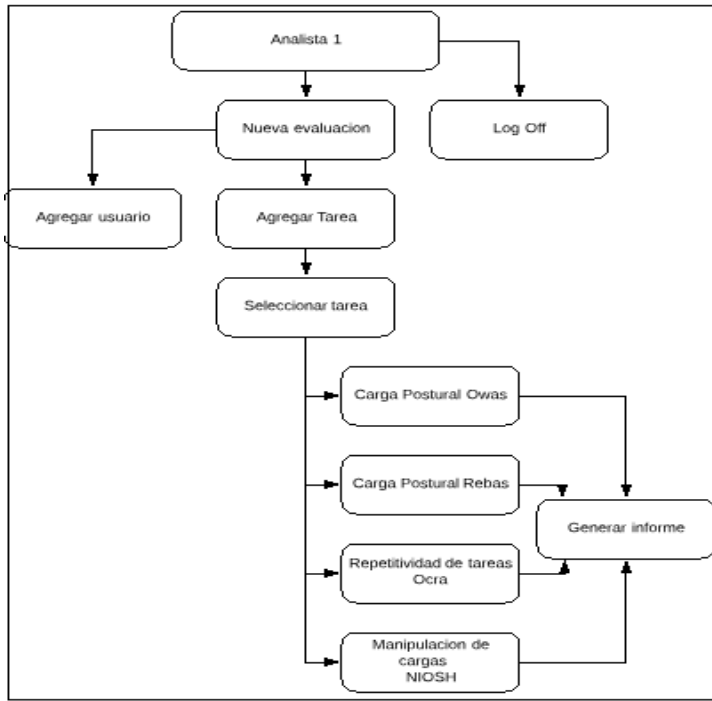 Analista 1
Nueva evaluacion
Log Off
Agregar usuario
Agregar Tarea
Seleccionar tarea
Carga Postural Owas
Carga Postural Rebas
Generar informe
Repetitividad de tareas
Ocra
Manipulacion de
cargas
NIOSH